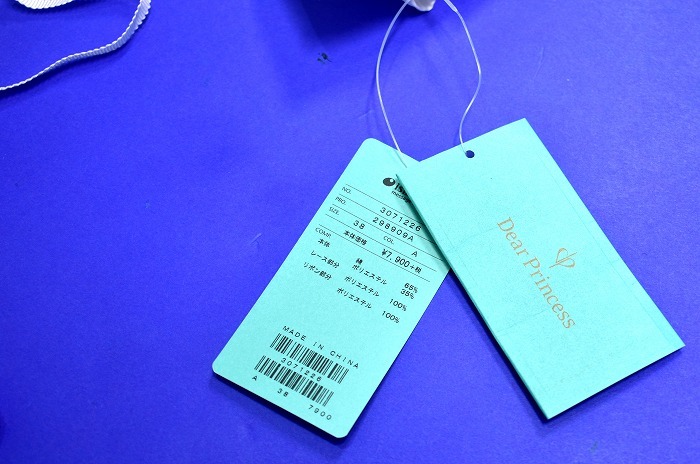 NO. 3071226
PRO. 298909A
SIZE. 38 COL. A
COMP. 本体価格 ¥7,900+税
本体 綿 65%
ポリエステル 35%
レース部分 ポリエステル 100%
リボン部分 ポリエステル 100%
MADE IN CHINA
3071226
A 38 7900
Dear Princess